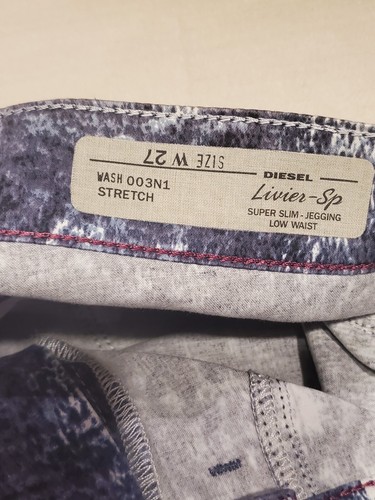 SIZE W 27
DIESEL
WASH 003N1
STRETCH
Livier-Sp
SUPER SLIM - JEGGING
LOW WAIST